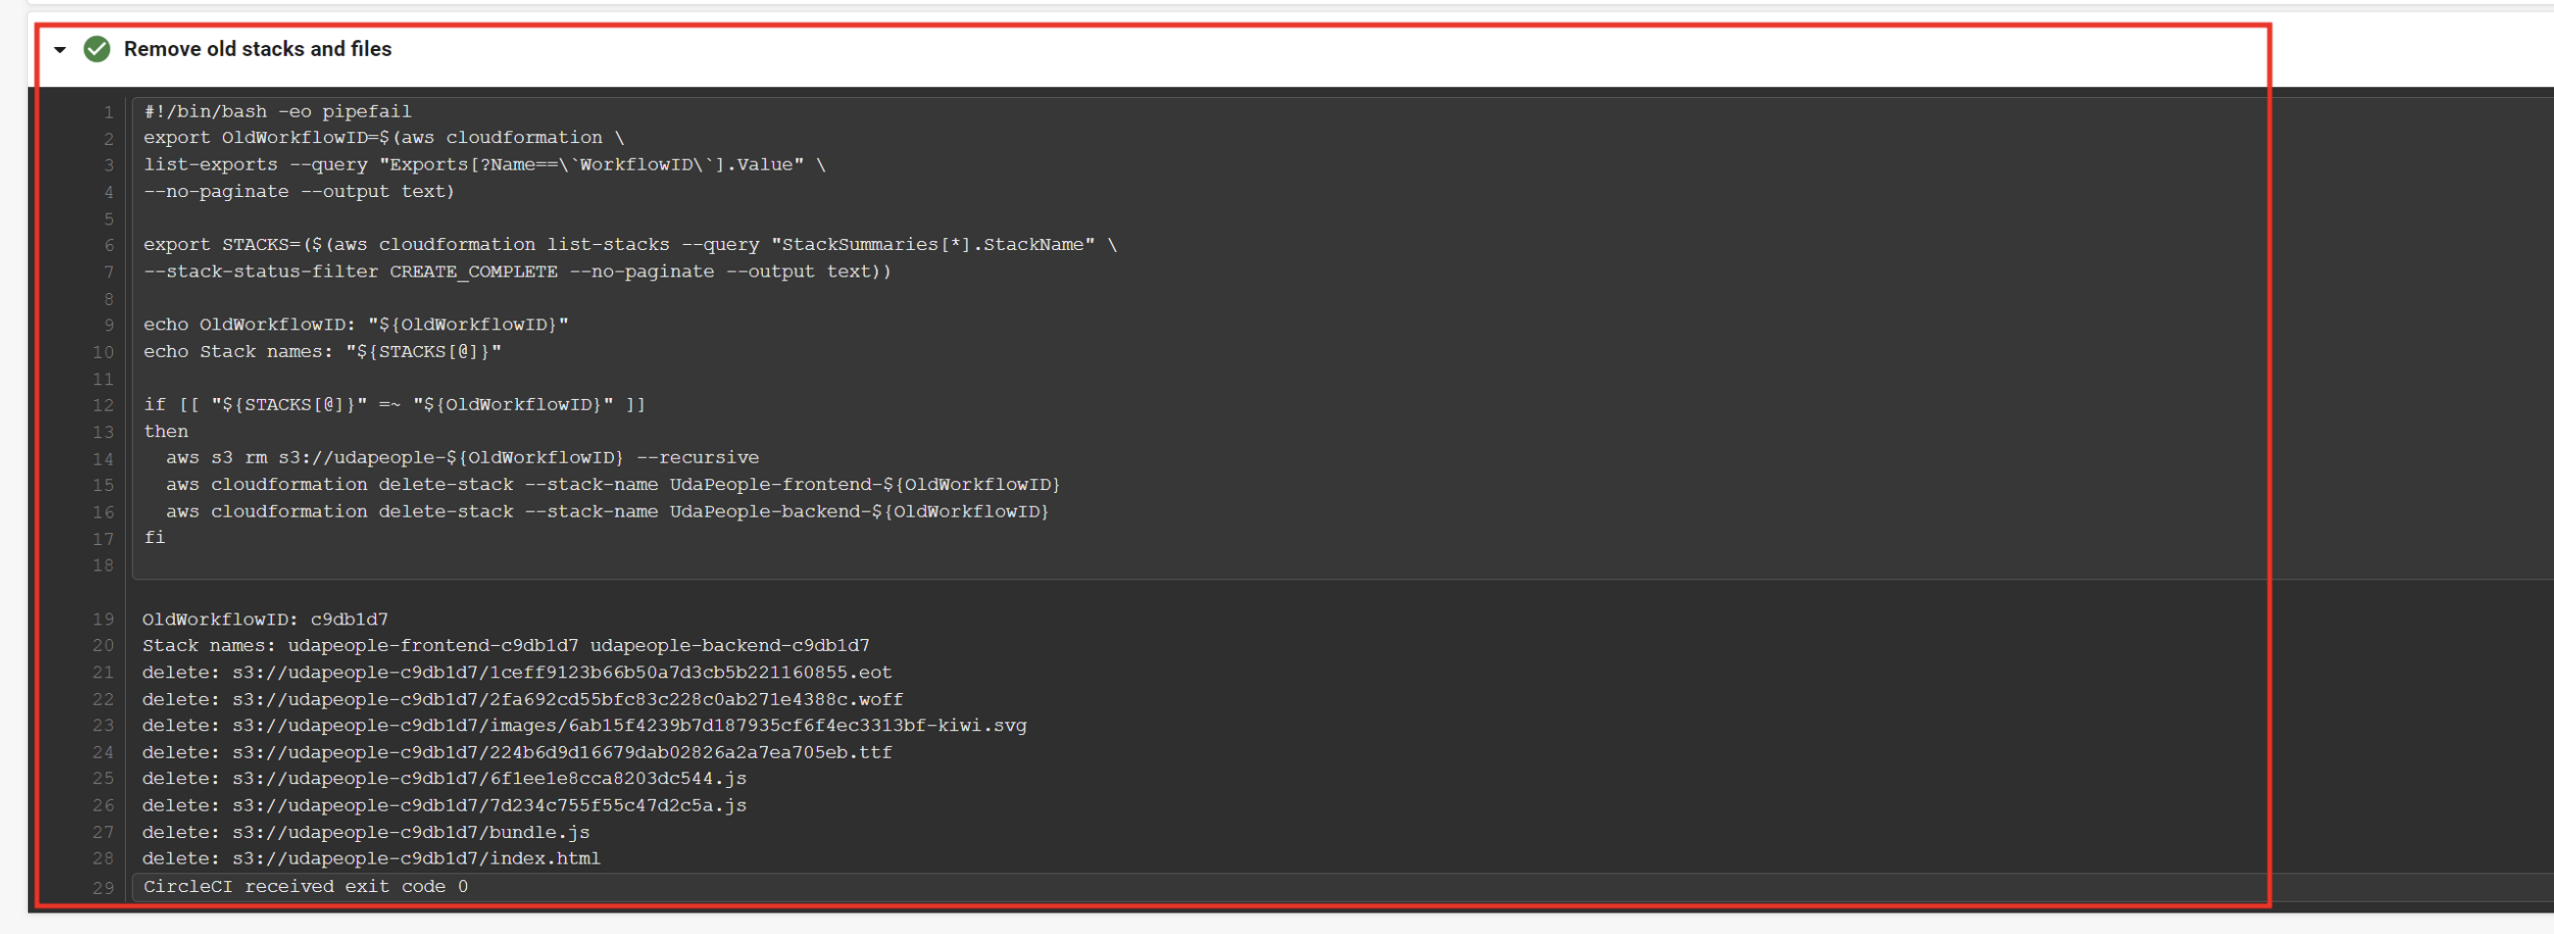 Remove old stacks and files
1 #!/bin/bash -eo pipefail
2 export OldWorkflowID=$(aws cloudformation \
3 list-exports --query "Exports[?Name==\`WorkflowID\`].Value" \
4 --no-paginate --output text)
5
6 export STACKS=($(aws cloudformation list-stacks --query "StackSummaries[*].StackName" \
7 --stack-status-filter CREATE_COMPLETE --no-paginate --output text))
8
9 echo OldWorkflowID: "${OldWorkflowID}"
10 echo Stack names: "${STACKS[@]}"
11
12 if [[ "${STACKS[@]}" =~ "${OldWorkflowID}" ]]
13 then
14   aws s3 rm s3://udapeople-${OldWorkflowID} --recursive
15   aws cloudformation delete-stack --stack-name UdaPeople-frontend-${OldWorkflowID}
16   aws cloudformation delete-stack --stack-name UdaPeople-backend-${OldWorkflowID}
17 fi
18
19 OldWorkflowID: c9db1d7
20 Stack names: udapeople-frontend-c9db1d7 udapeople-backend-c9db1d7
21 delete: s3://udapeople-c9db1d7/1ceff9123b66b50a7d3cb5b221160855.eot
22 delete: s3://udapeople-c9db1d7/2fa692cd55bfc83c228c0ab271e4388c.woff
23 delete: s3://udapeople-c9db1d7/images/6ab15f4239b7d187935cf6f4ec3313bf-kiwi.svg
24 delete: s3://udapeople-c9db1d7/224b6d9d16679dab02826a2a7ea705eb.ttf
25 delete: s3://udapeople-c9db1d7/6f1ee1e8cca8203dc544.js
26 delete: s3://udapeople-c9db1d7/7d234c755f55c47d2c5a.js
27 delete: s3://udapeople-c9db1d7/bundle.js
28 delete: s3://udapeople-c9db1d7/index.html
29 CircleCI received exit code 0